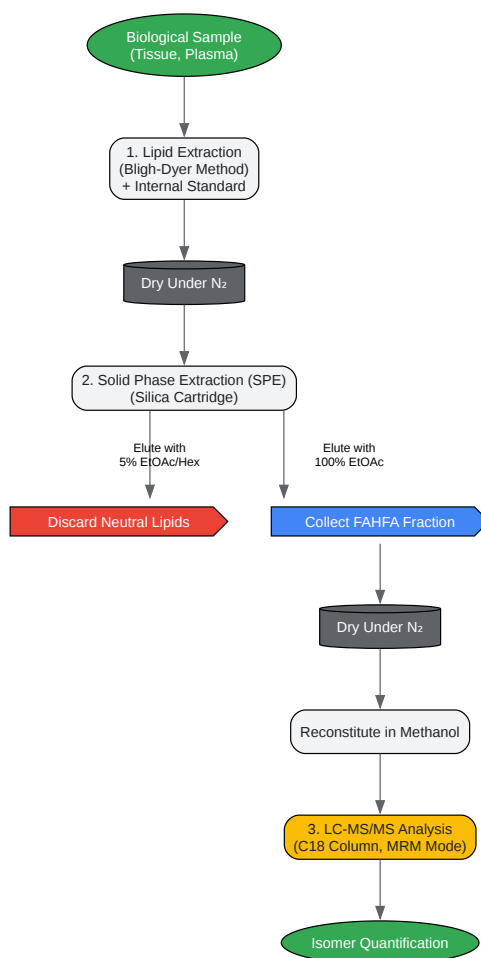 Biological Sample
(Tissue, Plasma)
1. Lipid Extraction
(Bligh-Dyer Method)
+ Internal Standard
Dry Under N₂
2. Solid Phase Extraction (SPE)
(Silica Cartridge)
Elute with
5% EtOAc/Hex
Elute with
100% EtOAc
Discard Neutral Lipids
Collect FAHFA Fraction
Dry Under N₂
Reconstitute in Methanol
3. LC-MS/MS Analysis
(C18 Column, MRM Mode)
Isomer Quantification